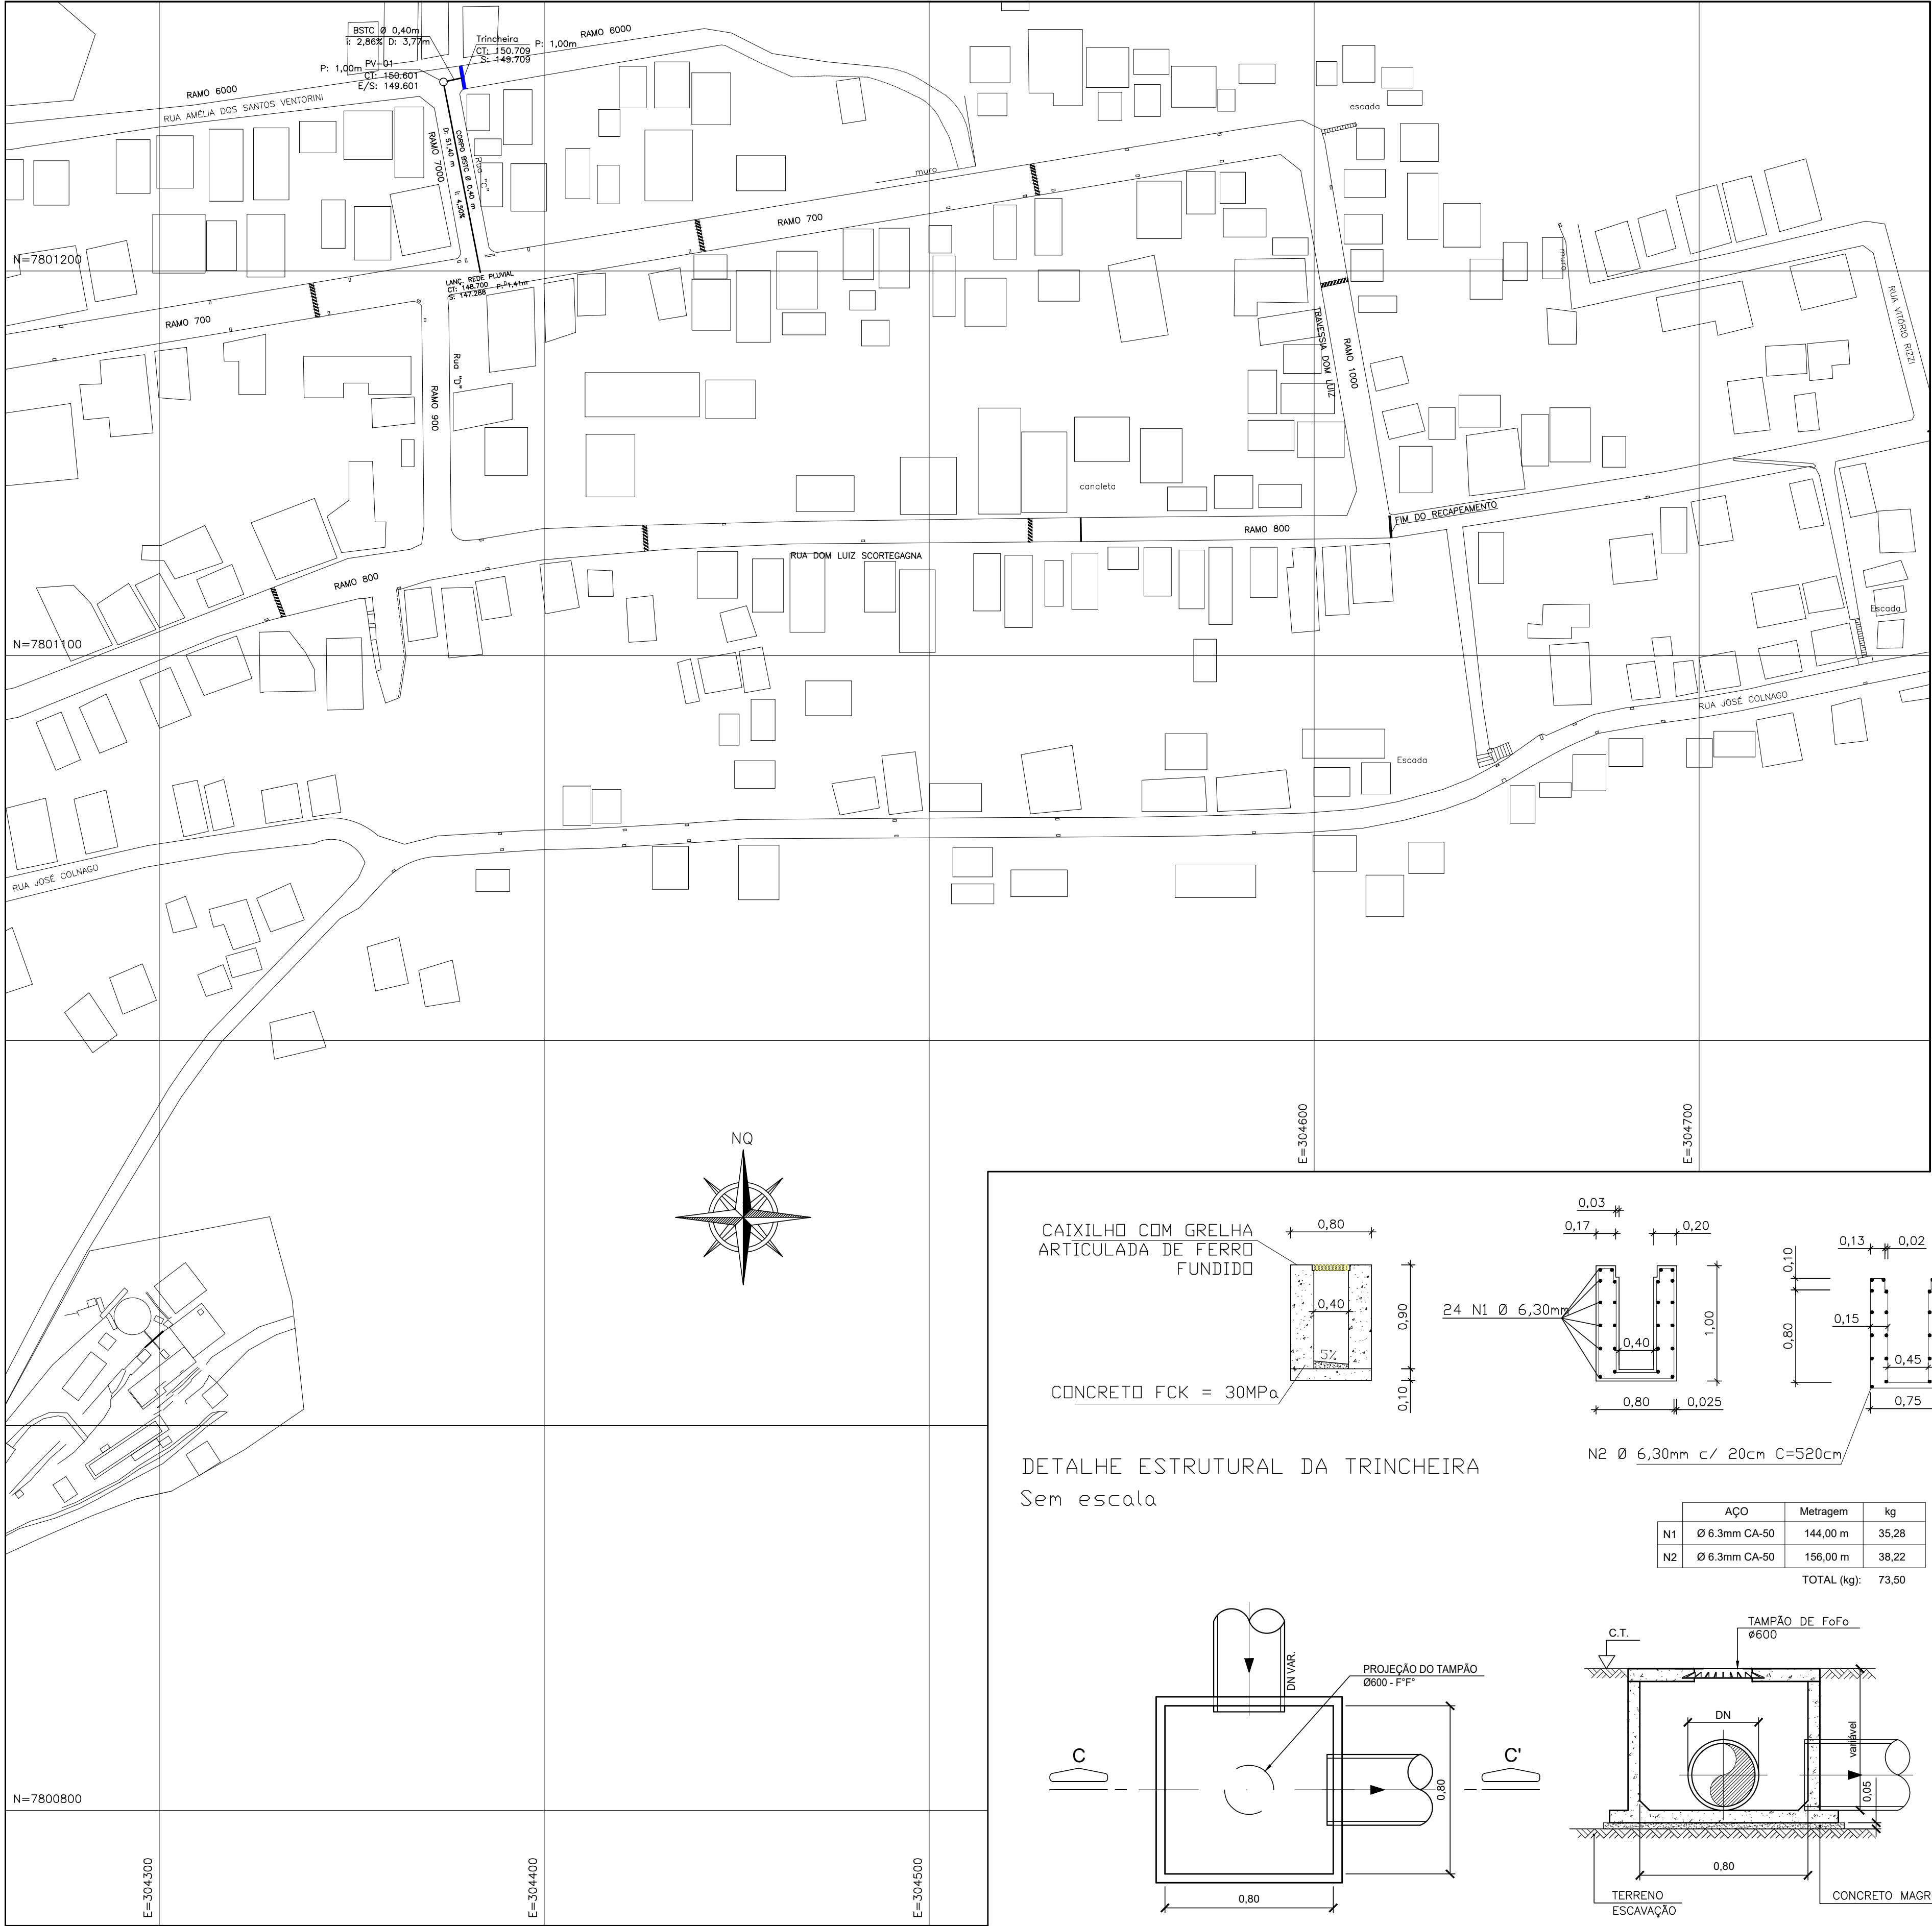 BSTC Ø 0,40m
i: 2,86% D: 3,77m
Trincheira
CT: 150.709
S: 149.709
P: 1,00m
RAMO 6000
P: 1,00m
PV-01
CT: 150.601
E/S: 149.601
RAMO 6000
RUA AMÉLIA DOS SANTOS VENTORINI
RAMO 7000
D: 51,40 m
i: 4,50%
CORPO BSTC Ø 0,40 m
Rua "C"
muro
escada
RAMO 700
muro
N=7801200
LANÇ. REDE PLUVIAL
CT: 148.700 P: 1,41m
S: 147.288
RAMO 700
RUA VITÓRIO RIZZI
TRAVESSIA DOM LUIZ
RAMO 1000
Rua "D"
RAMO 900
canaleta
FIM DO RECAPEAMENTO
RAMO 800
RUA DOM LUIZ SCORTEGAGNA
RAMO 800
Escada
N=7801100
RUA JOSÉ COLNAGO
Escada
RUA JOSÉ COLNAGO
E=304600
E=304700
NQ
CAIXILHO COM GRELHA
ARTICULADA DE FERRO
FUNDIDO
0,80
0,40
0,90
5%
0,10
CONCRETO FCK = 30MPa
0,03
0,17
0,20
24 N1 Ø 6,30mm
0,40
1,00
0,80
0,025
0,13
0,02
0,10
0,15
0,80
0,45
0,75
N2 Ø 6,30mm c/ 20cm C=520cm
DETALHE ESTRUTURAL DA TRINCHEIRA
Sem escala
AÇO Metragem kg
N1 Ø 6.3mm CA-50 144,00 m 35,28
N2 Ø 6.3mm CA-50 156,00 m 38,22
TOTAL (kg): 73,50
DN VAR.
PROJEÇÃO DO TAMPÃO
Ø600 - F°F°
C
C'
0,80
0,80
C.T.
TAMPÃO DE FoFo
Ø600
DN
variável
0,05
0,80
TERRENO
ESCAVAÇÃO
CONCRETO MAGR
N=7800800
E=304300
E=304400
E=304500